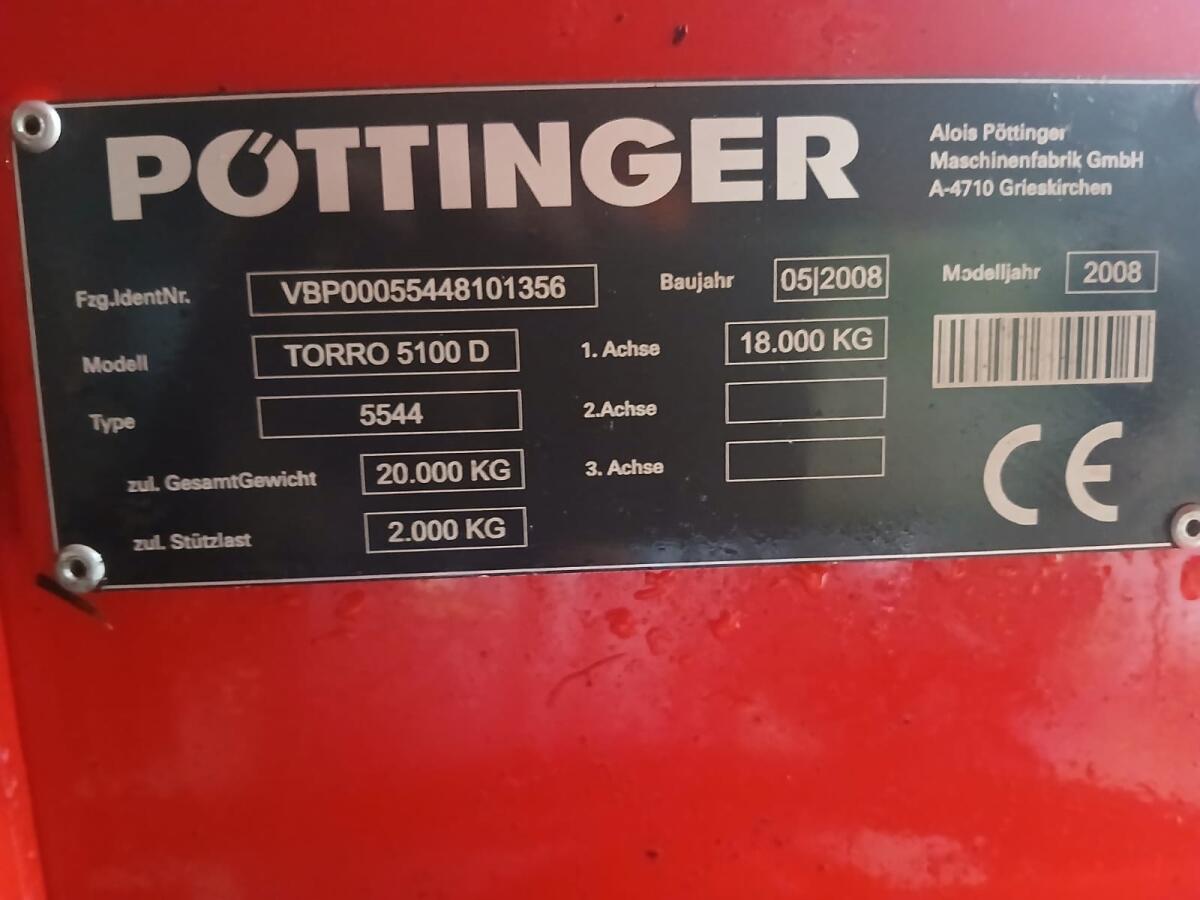 PÖTTINGER
Alois Pöttinger
Maschinenfabrik GmbH
A-4710 Grieskirchen
Fzg.IdentNr. VBP00055448101356 Baujahr 05|2008 Modelljahr 2008
Modell TORRO 5100 D 1. Achse 18.000 KG
Type 5544 2.Achse
zul. GesamtGewicht 20.000 KG 3. Achse
zul. Stützlast 2.000 KG
CE